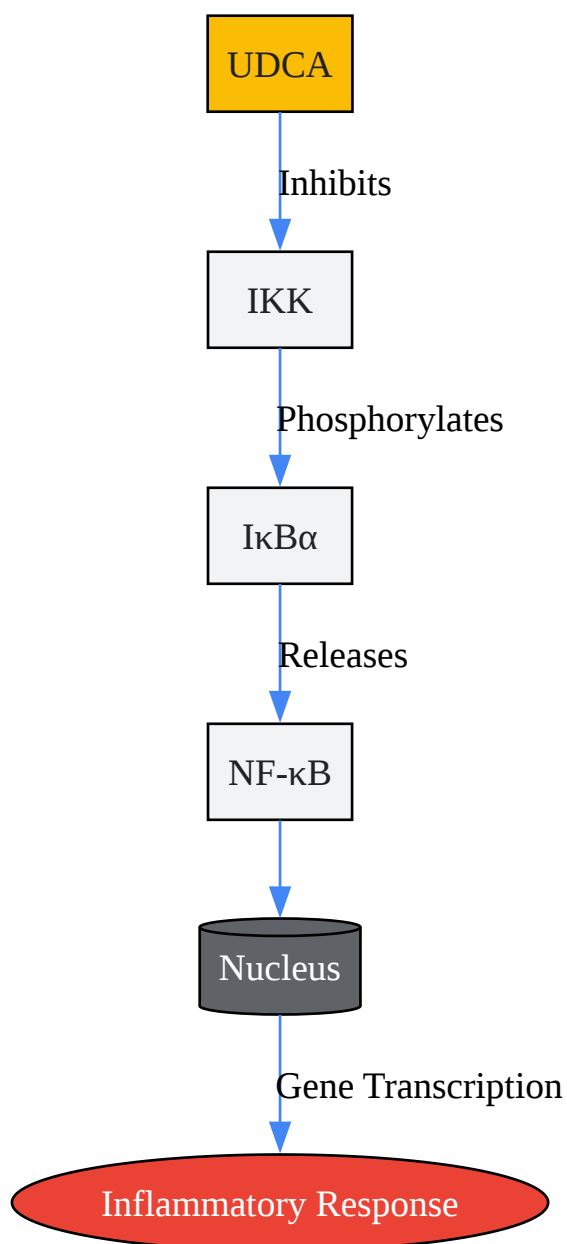 UDCA
Inhibits
IKK
Phosphorylates
IκBα
Releases
NF-κB
Nucleus
Gene Transcription
Inflammatory Response